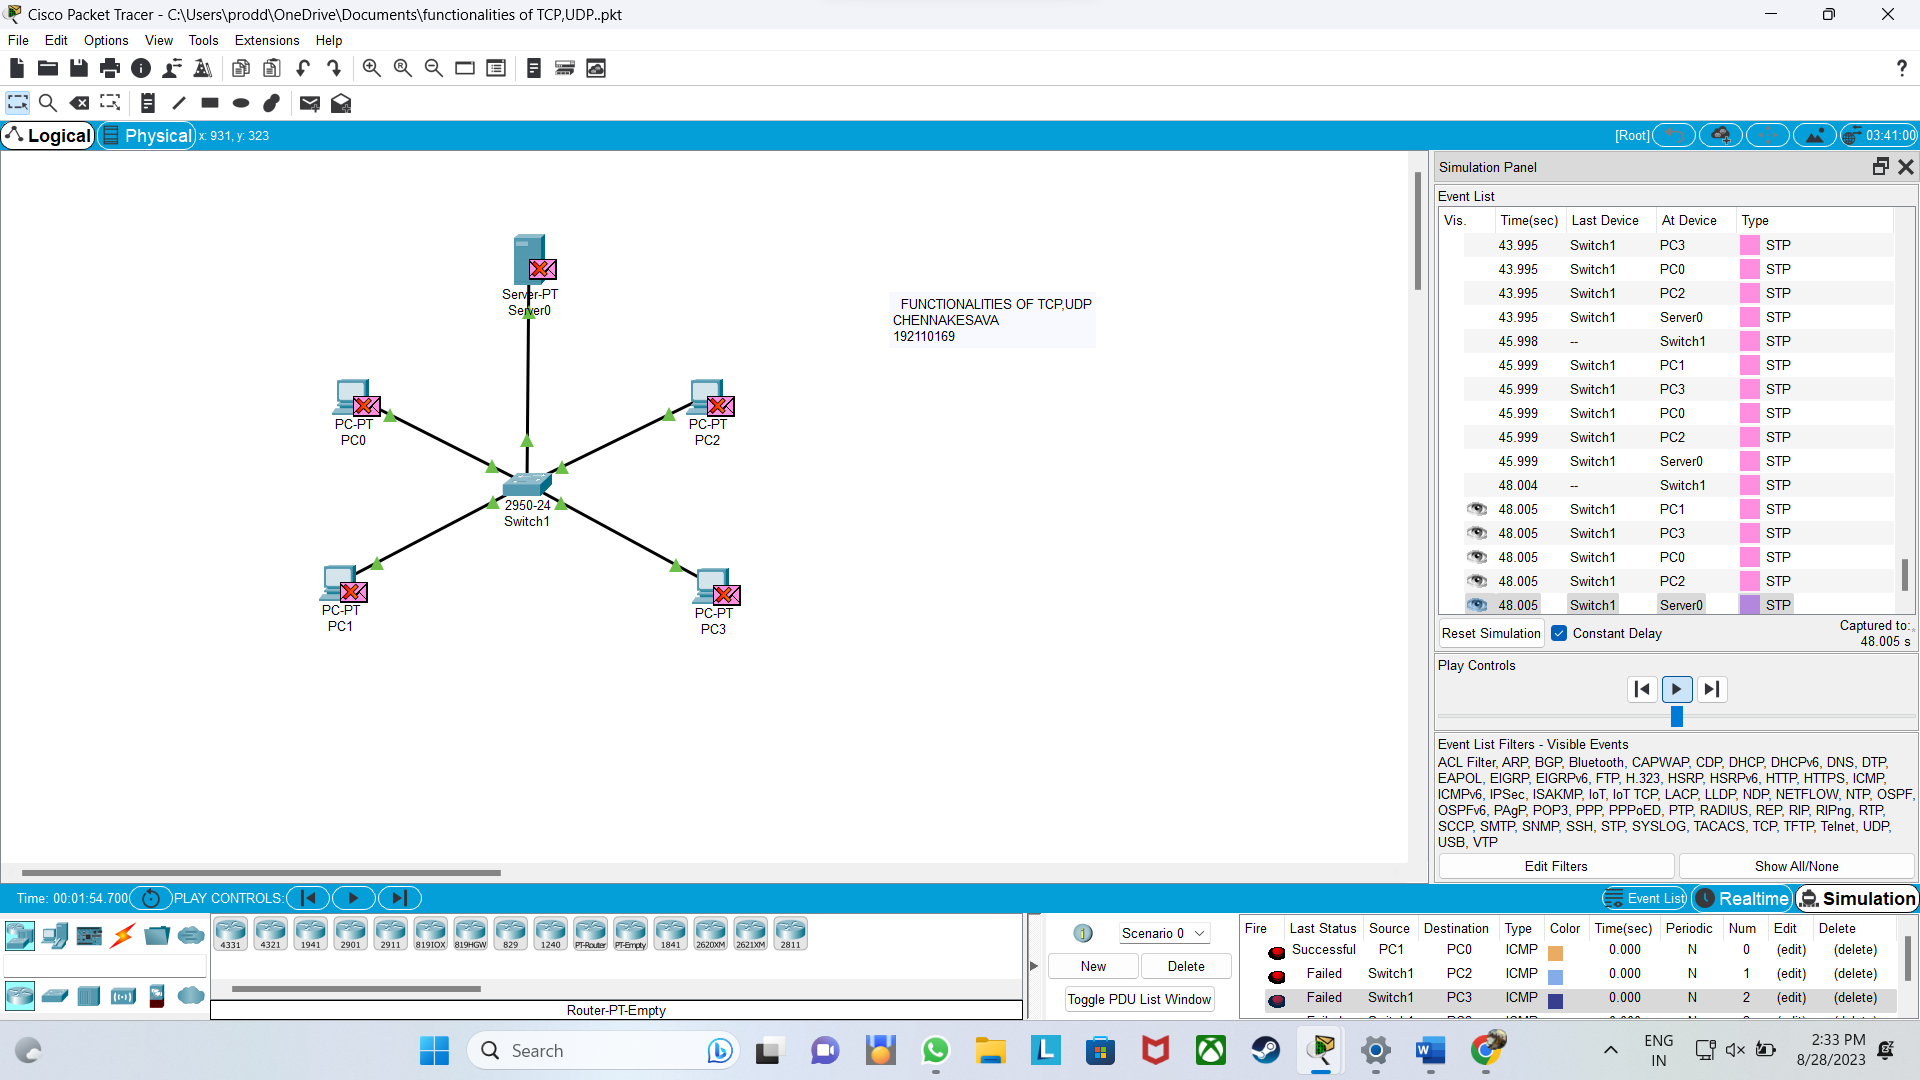 Cisco Packet Tracer - C:\Users\prodd\OneDrive\Documents\functionalities of TCP,UDP..pkt
File Edit Options View Tools Extensions Help
?
Logical Physical x: 931, y: 323 [Root] 03:41:00
Simulation Panel
Event List
Vis. Time(sec) Last Device At Device Type
43.995 Switch1 PC3 STP
43.995 Switch1 PC0 STP
43.995 Switch1 PC2 STP
43.995 Switch1 Server0 STP
45.998 -- Switch1 STP
45.999 Switch1 PC1 STP
45.999 Switch1 PC3 STP
45.999 Switch1 PC0 STP
45.999 Switch1 PC2 STP
45.999 Switch1 Server0 STP
48.004 -- Switch1 STP
48.005 Switch1 PC1 STP
48.005 Switch1 PC3 STP
48.005 Switch1 PC0 STP
48.005 Switch1 PC2 STP
48.005 Switch1 Server0 STP
Reset Simulation Constant Delay Captured to:
48.005 s
Play Controls
Event List Filters - Visible Events
ACL Filter, ARP, BGP, Bluetooth, CAPWAP, CDP, DHCP, DHCPv6, DNS, DTP,
EAPOL, EIGRP, EIGRPv6, FTP, H.323, HSRP, HSRPv6, HTTP, HTTPS, ICMP,
ICMPv6, IPSec, ISAKMP, IoT, IoT TCP, LACP, LLDP, NDP, NETFLOW, NTP, OSPF,
OSPFv6, PAgP, POP3, PPP, PPPoED, PTP, RADIUS, REP, RIP, RIPng, RTP,
SCCP, SMTP, SNMP, SSH, STP, SYSLOG, TACACS, TCP, TFTP, Telnet, UDP,
USB, VTP
Edit Filters Show All/None
Server-PT
Server0
FUNCTIONALITIES OF TCP,UDP
CHENNAKESAVA
192110169
PC-PT
PC0
PC-PT
PC2
2950-24
Switch1
PC-PT
PC1
PC-PT
PC3
Time: 00:01:54.700 PLAY CONTROLS: Event List Realtime Simulation
4331 4321 1941 2901 2911 819IOX 819HGW 829 1240 PT-Router PT-Empty 1841 2620XM 2621XM 2811
Router-PT-Empty
1 Scenario 0
New Delete
Toggle PDU List Window
Fire Last Status Source Destination Type Color Time(sec) Periodic Num Edit Delete
Successful PC1 PC0 ICMP 0.000 N 0 (edit) (delete)
Failed Switch1 PC2 ICMP 0.000 N 1 (edit) (delete)
Failed Switch1 PC3 ICMP 0.000 N 2 (edit) (delete)
Search
ENG
IN
2:33 PM
8/28/2023